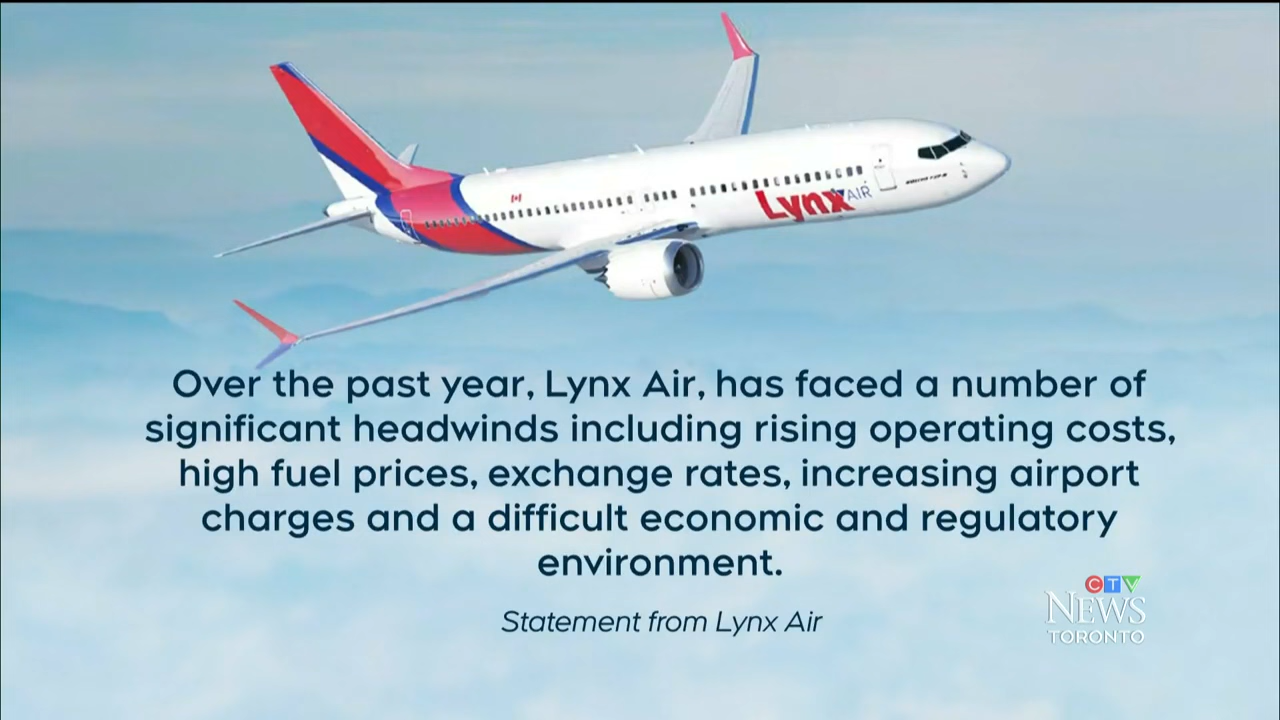 Lynx AIR
Over the past year, Lynx Air, has faced a number of
significant headwinds including rising operating costs,
high fuel prices, exchange rates, increasing airport
charges and a difficult economic and regulatory
environment.
Statement from Lynx Air
CTV
NEWS
TORONTO